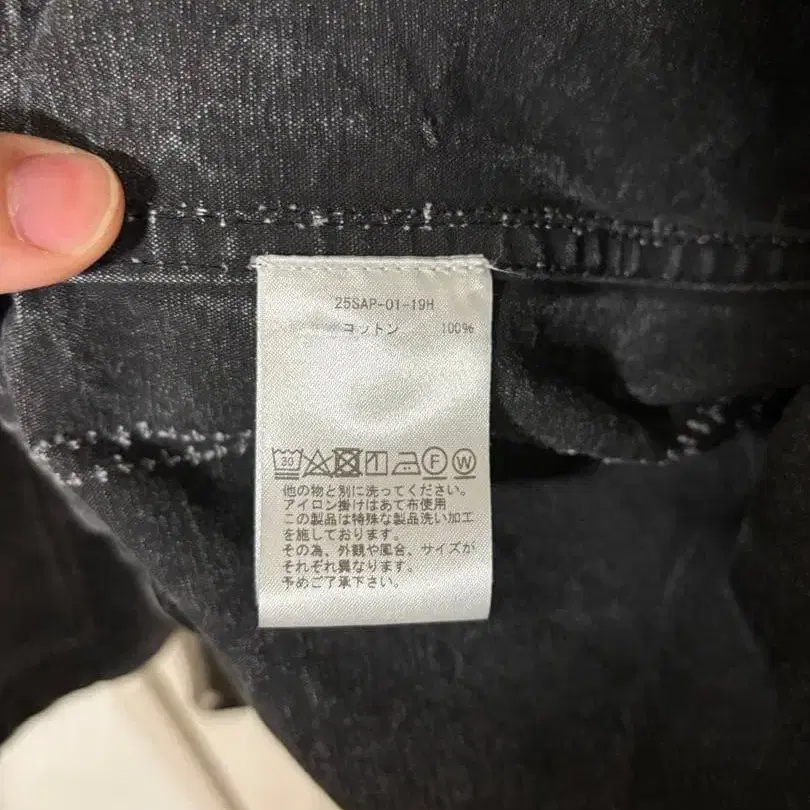 25SAP-01-19H
コットン 100%
30 F W
他の物と別に洗ってください。
アイロン掛けはあて布使用
この製品は特殊な製品洗い加工
を施しております。
その為、外観や風合、サイズが
それぞれ異なります。
予めご了承下さい。